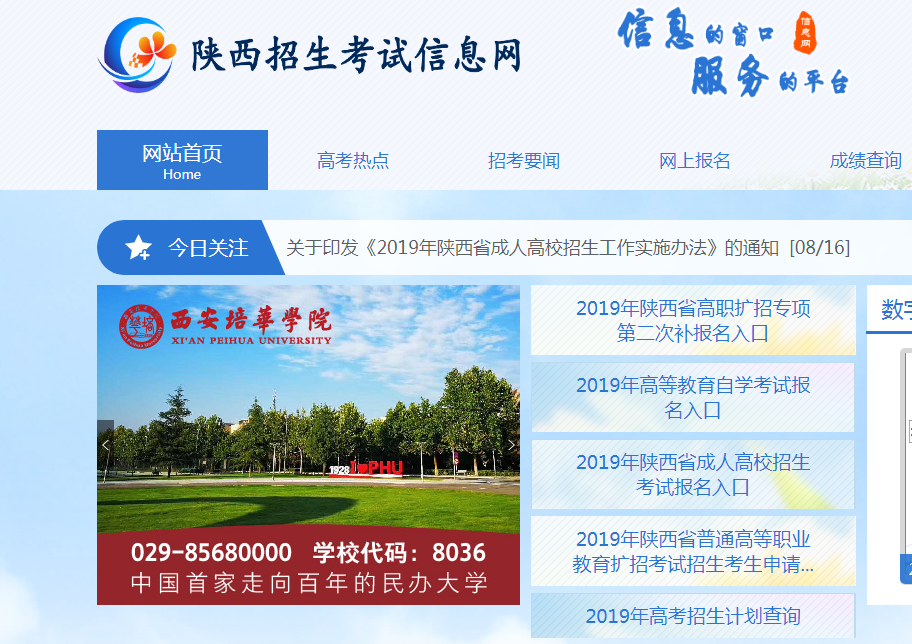 陕西招生考试信息网
信息的窗口
信息网
服务的平台
网站首页
Home
高考热点
招考要闻
网上报名
成绩查询
今日关注
关于印发《2019年陕西省成人高校招生工作实施办法》的通知 [08/16]
西安培華學院
XI'AN PEIHUA UNIVERSITY
1928 I PHU
029-85680000 学校代码：8036
中国首家走向百年的民办大学
2019年陕西省高职扩招专项
第二次补报名入口
2019年高等教育自学考试报
名入口
2019年陕西省成人高校招生
考试报名入口
2019年陕西省普通高等职业
教育扩招考试招生考生申请...
2019年高考招生计划查询
数字